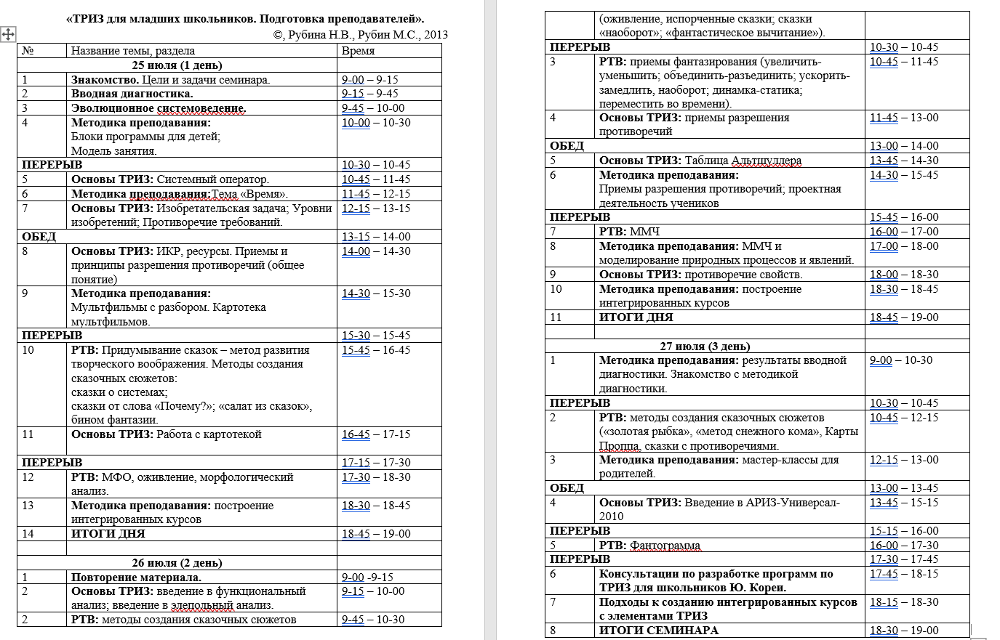 «ТРИЗ для младших школьников. Подготовка преподавателей».
©, Рубина Н.В., Рубин М.С., 2013
№ Название темы, раздела Время
25 июля (1 день)
1 Знакомство. Цели и задачи семинара. 9-00 – 9-15
2 Вводная диагностика. 9-15 – 9-45
3 Эволюционное системоведение. 9-45 – 10-00
4 Методика преподавания: 10-00 – 10-30
Блоки программы для детей;
Модель занятия.
ПЕРЕРЫВ 10-30 – 10-45
5 Основы ТРИЗ: Системный оператор. 10-45 – 11-45
6 Методика преподавания:Тема «Время». 11-45 – 12-15
7 Основы ТРИЗ: Изобретательская задача; Уровни 12-15 – 13-15
изобретений; Противоречие требований.
ОБЕД 13-15 – 14-00
8 Основы ТРИЗ: ИКР, ресурсы. Приемы и 14-00 – 14-30
принципы разрешения противоречий (общее
понятие)
9 Методика преподавания: 14-30 – 15-30
Мультфильмы с разбором. Картотека
мультфильмов.
ПЕРЕРЫВ 15-30 – 15-45
10 РТВ: Придумывание сказок – метод развития 15-45 – 16-45
творческого воображения. Методы создания
сказочных сюжетов:
сказки о системах;
сказки от слова «Почему?»; «салат из сказок»,
бином фантазии.
11 Основы ТРИЗ: Работа с картотекой 16-45 – 17-15
ПЕРЕРЫВ 17-15 – 17-30
12 РТВ: МФО, оживление, морфологический 17-30 – 18-30
анализ.
13 Методика преподавания: построение 18-30 – 18-45
интегрированных курсов
14 ИТОГИ ДНЯ 18-45 – 19-00
26 июля (2 день)
1 Повторение материала. 9-00 -9-15
2 Основы ТРИЗ: введение в функциональный 9-15 – 10-00
анализ; введение в элепольный анализ.
2 РТВ: методы создания сказочных сюжетов 9-45 – 10-30
(оживление, испорченные сказки; сказки
«наоборот»; «фантастическое вычитание»).
ПЕРЕРЫВ 10-30 – 10-45
3 РТВ: приемы фантазирования (увеличить- 10-45 – 11-45
уменьшить; объединить-разъединить; ускорить-
замедлить, наоборот; динамка-статика;
переместить во времени).
4 Основы ТРИЗ: приемы разрешения 11-45 – 13-00
противоречий
ОБЕД 13-00 – 14-00
5 Основы ТРИЗ: Таблица Альтшуллера 13-45 – 14-30
6 Методика преподавания: 14-30 – 15-45
Приемы разрешения противоречий; проектная
деятельность учеников
ПЕРЕРЫВ 15-45 – 16-00
7 РТВ: ММЧ 16-00 – 17-00
8 Методика преподавания: ММЧ и 17-00 – 18-00
моделирование природных процессов и явлений.
9 Основы ТРИЗ: противоречие свойств. 18-00 – 18-30
10 Методика преподавания: построение 18-30 – 18-45
интегрированных курсов
11 ИТОГИ ДНЯ 18-45 – 19-00
27 июля (3 день)
1 Методика преподавания: результаты вводной 9-00 – 10-30
диагностики. Знакомство с методикой
диагностики.
ПЕРЕРЫВ 10-30 – 10-45
2 РТВ: методы создания сказочных сюжетов 10-45 – 12-15
(«золотая рыбка», «метод снежного кома», Карты
Проппа, сказки с противоречиями.
3 Методика преподавания: мастер-классы для 12-15 – 13-00
родителей.
ОБЕД 13-00 – 13-45
4 Основы ТРИЗ: Введение в АРИЗ-Универсал- 13-45 – 15-15
2010
ПЕРЕРЫВ 15-15 – 16-00
5 РТВ: Фантограмма 16-00 – 17-30
ПЕРЕРЫВ 17-30 – 17-45
6 Консультации по разработке программ по 17-45 – 18-15
ТРИЗ для школьников Ю. Кореи.
7 Подходы к созданию интегрированных курсов 18-15 – 18-30
с элементами ТРИЗ
8 ИТОГИ СЕМИНАРА 18-30 – 19-00